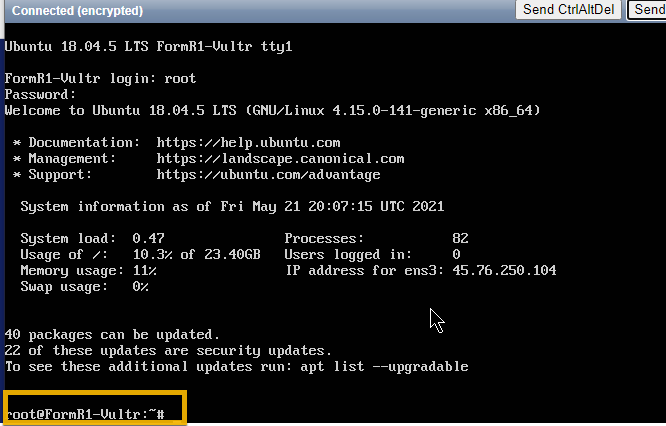 Connected (encrypted)
Send CtrlAltDel
Send
Ubuntu 18.04.5 LTS FormR1-Vultr tty1
FormR1-Vultr login: root
Password:
Welcome to Ubuntu 18.04.5 LTS (GNU/Linux 4.15.0-141-generic x86_64)
* Documentation:  https://help.ubuntu.com
* Management:     https://landscape.canonical.com
* Support:        https://ubuntu.com/advantage
System information as of Fri May 21 20:07:15 UTC 2021
System load:  0.47              Processes:           82
Usage of /:   10.3% of 23.40GB   Users logged in:     0
Memory usage: 11%               IP address for ens3: 45.76.250.104
Swap usage:   0%
40 packages can be updated.
22 of these updates are security updates.
To see these additional updates run: apt list --upgradable
root@FormR1-Vultr:~#